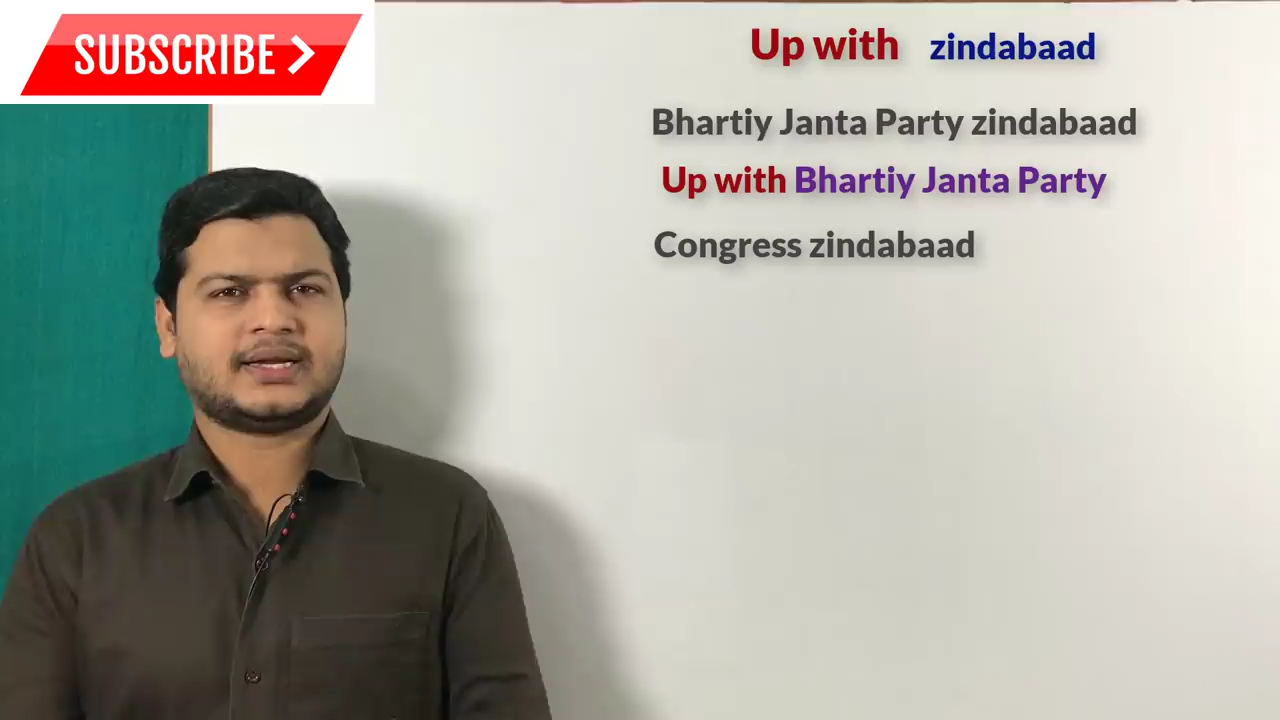 SUBSCRIBE
Up with zindabaad
Bhartiy Janta Party zindabaad
Up with Bhartiy Janta Party
Congress zindabaad